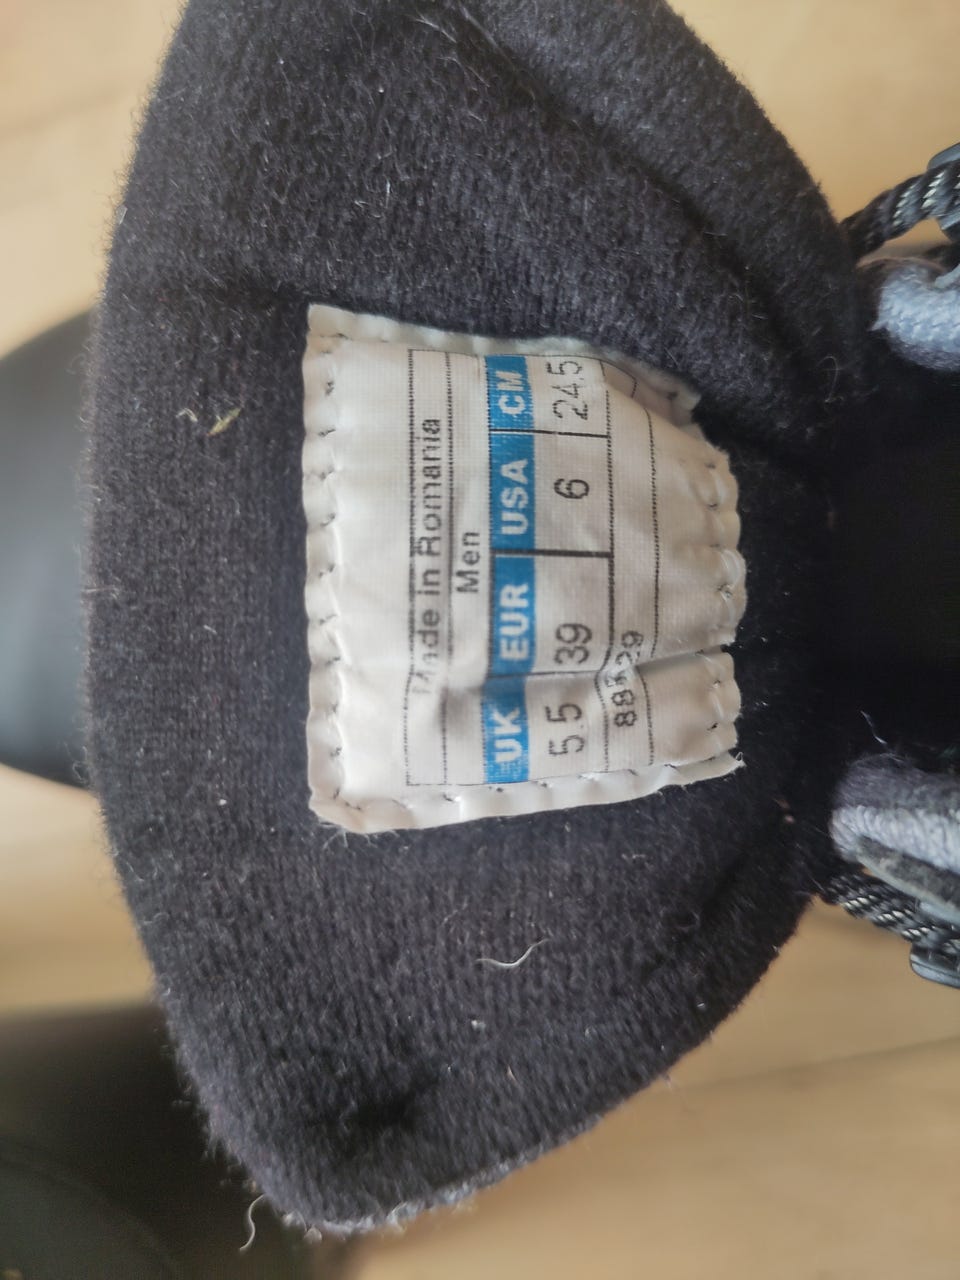 Made in Romania
Men
UK EUR USA CM
5.5 39 6 24.5